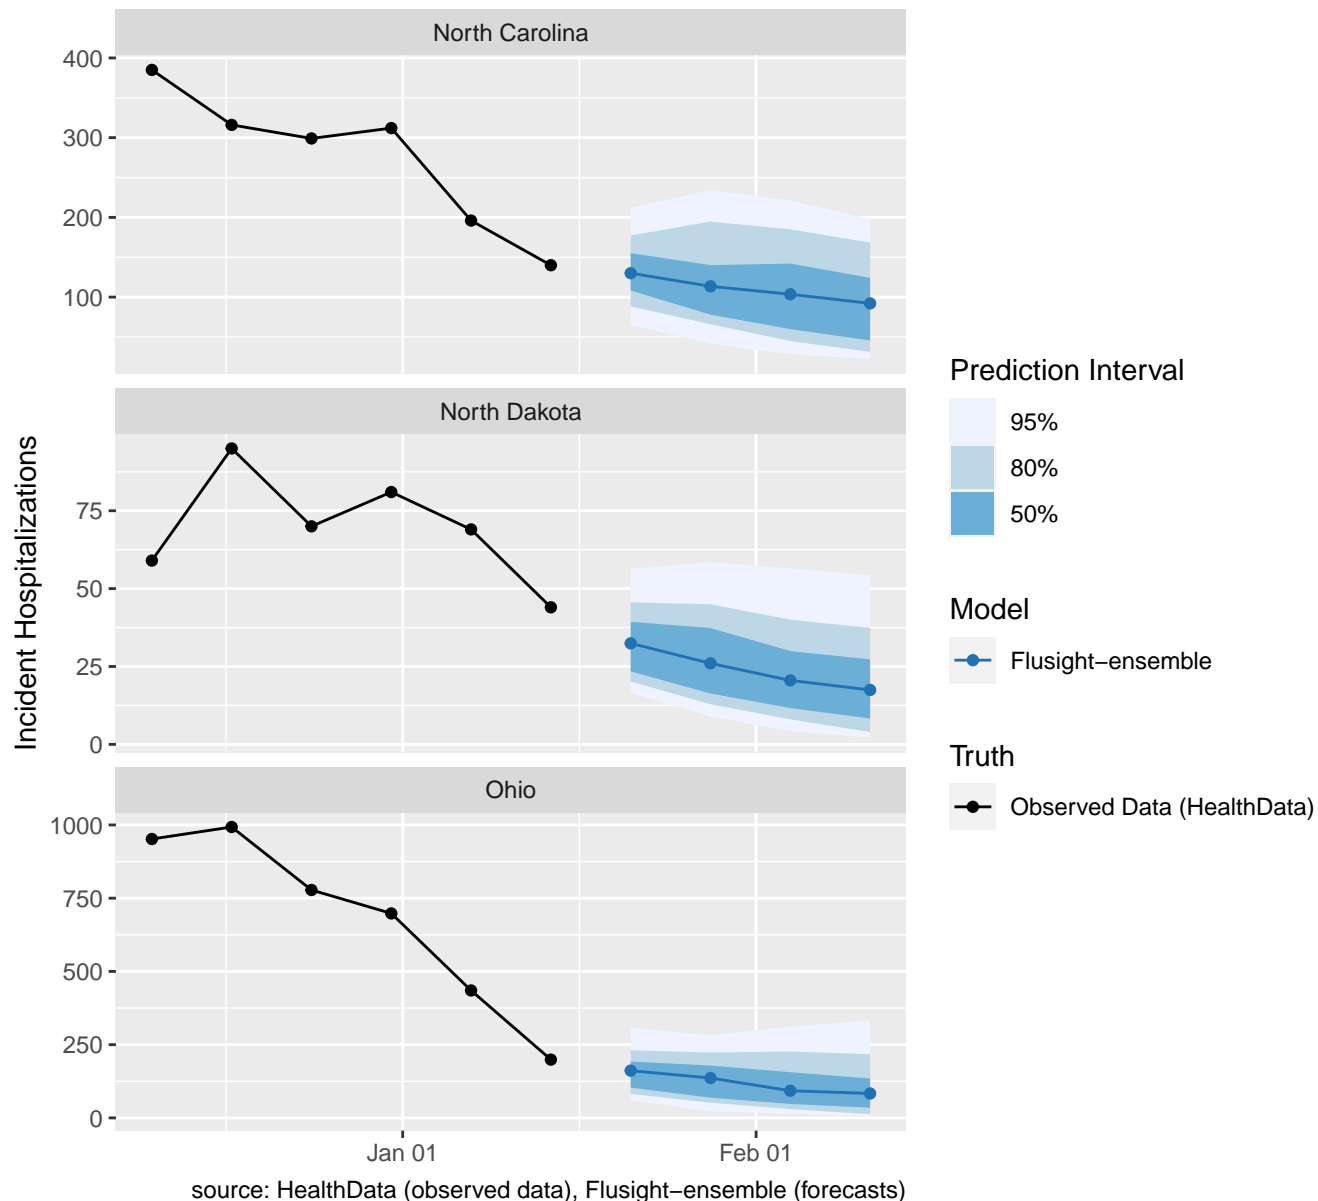 North Carolina
400
300
200
100
North Dakota
75
50
25
0
Ohio
1000
750
500
250
0
Jan 01
Feb 01
Incident Hospitalizations
source: HealthData (observed data), Flusight−ensemble (forecasts)
Prediction Interval
95%
80%
50%
Model
Flusight−ensemble
Truth
Observed Data (HealthData)